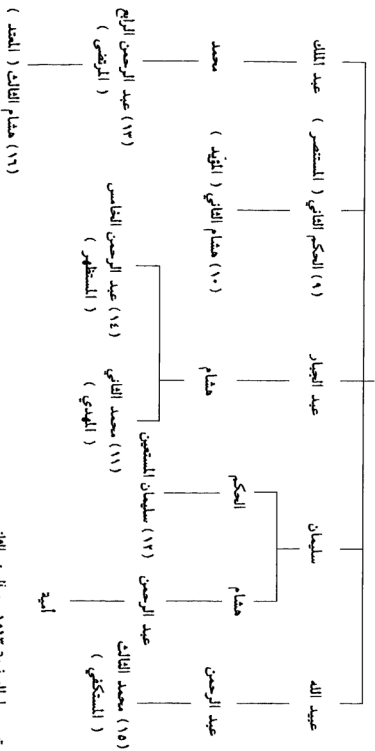 عبيد الله
سليمان
عبد الجبار
(٩) الحكم الثاني ( المستنصر )
عبد الملك
عبد الرحمن
هشام
الحكم
هشام
(١٠) هشام الثاني ( المؤيد )
محمد
(١٥) محمد الثالث
( المستكفي )
عبد الرحمن
(١٢) سليمان المستعين
(١١) محمد الثاني
( المهدي )
(١٤) عبد الرحمن الخامس
( المستظهر )
(١٣) عبد الرحمن الرابع
( المرتضى )
أمية
(١٦) هشام الثالث ( المعتد )